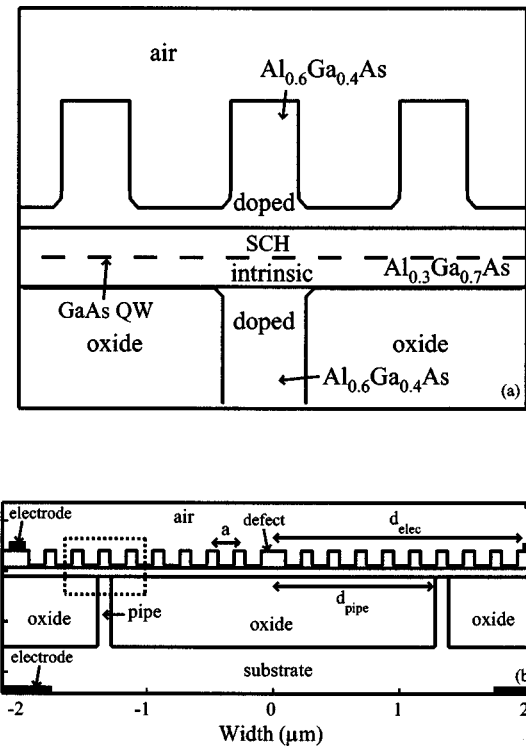 air
Al0.6Ga0.4As
doped
SCH
intrinsic
Al0.3Ga0.7As
GaAs QW
doped
oxide
oxide
Al0.6Ga0.4As
(a)
electrode
air
a
defect
delec
oxide
pipe
oxide
dpipe
oxide
electrode
substrate
(b
-2
-1
0
1
2
Width (μm)